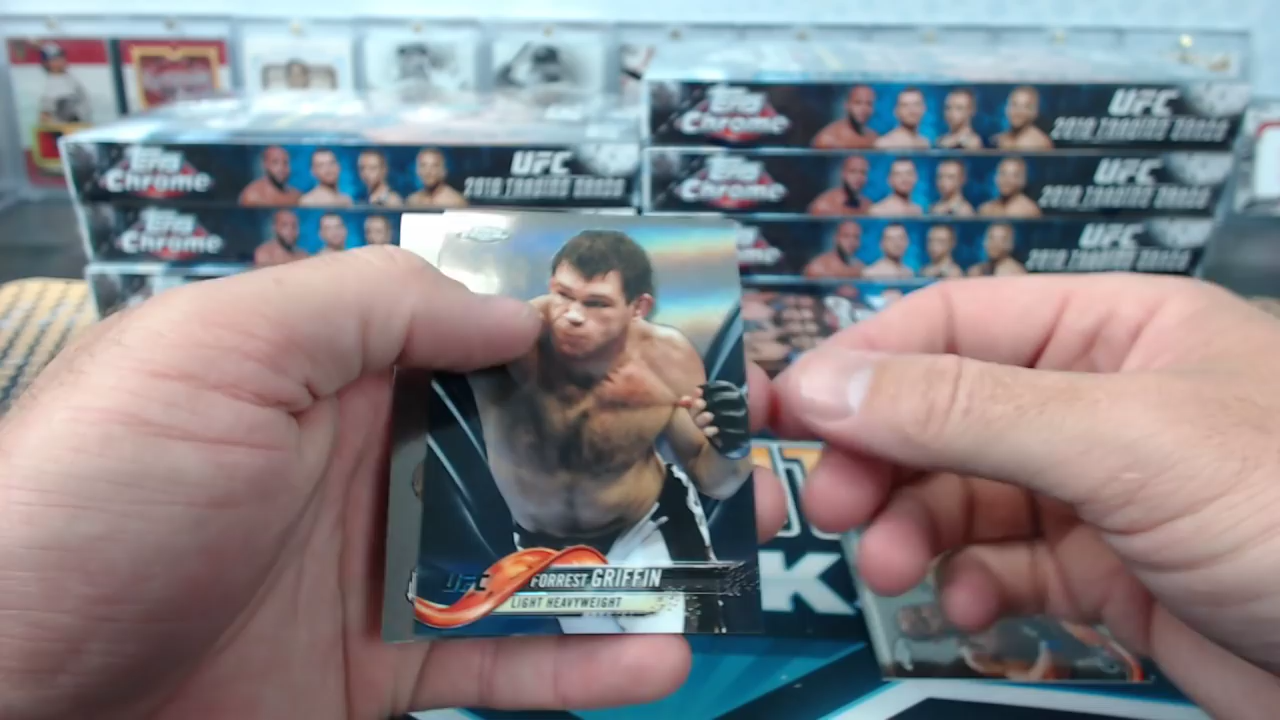 Topps Chrome
UFC
2018 TRADING CARDS
Topps Chrome
UFC
2018 TRADING CARDS
Topps Chrome
UFC
2018 TRADING CARDS
Topps Chrome
UFC
2018 TRADING CARDS
Topps Chrome
UFC
FORREST GRIFFIN
LIGHT HEAVYWEIGHT
K